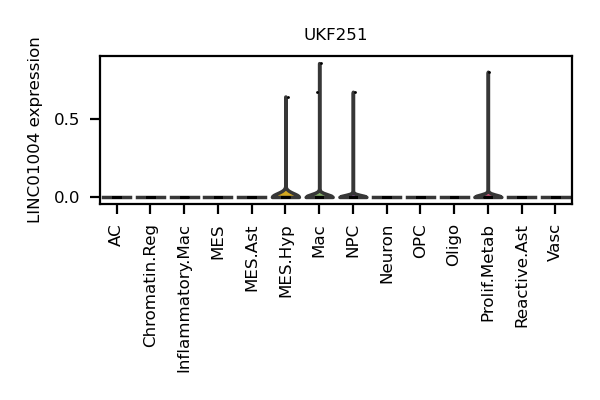 UKF251
LINC01004 expression
0.5
0.0
AC
Chromatin.Reg
Inflammatory.Mac
MES
MES.Ast
MES.Hyp
Mac
NPC
Neuron
OPC
Oligo
Prolif.Metab
Reactive.Ast
Vasc